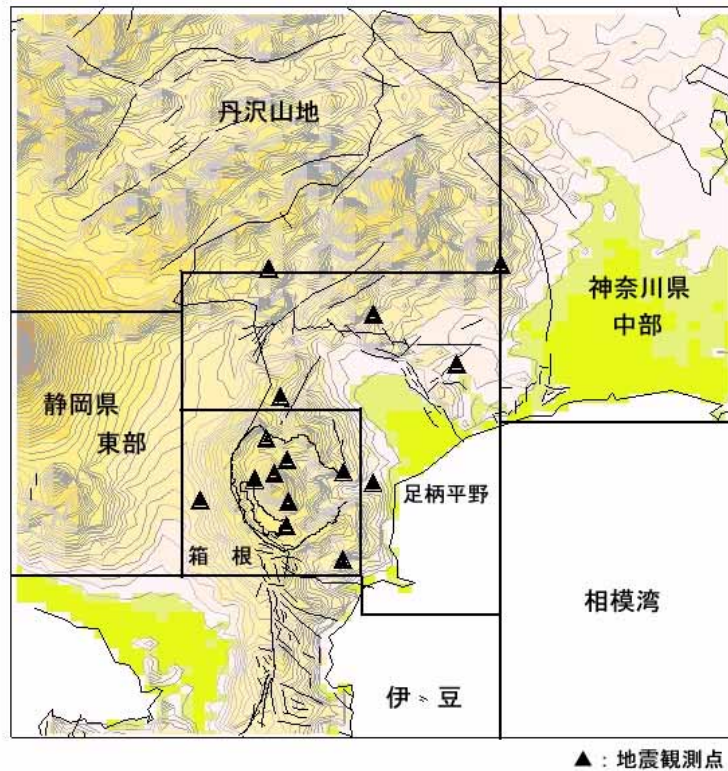 丹沢山地
神奈川県
中部
静岡県
東部
足柄平野
箱 根
相模湾
伊 豆
▲ : 地震観測点